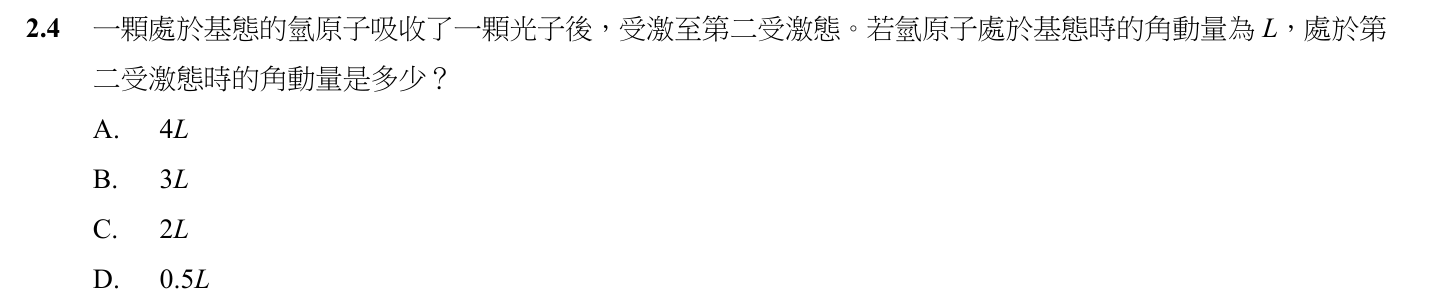 2.4 一顆處於基態的氫原子吸收了一顆光子後，受激至第二受激態。若氫原子處於基態時的角動量為 L，處於第
二受激態時的角動量是多少？
A. 4L
B. 3L
C. 2L
D. 0.5L